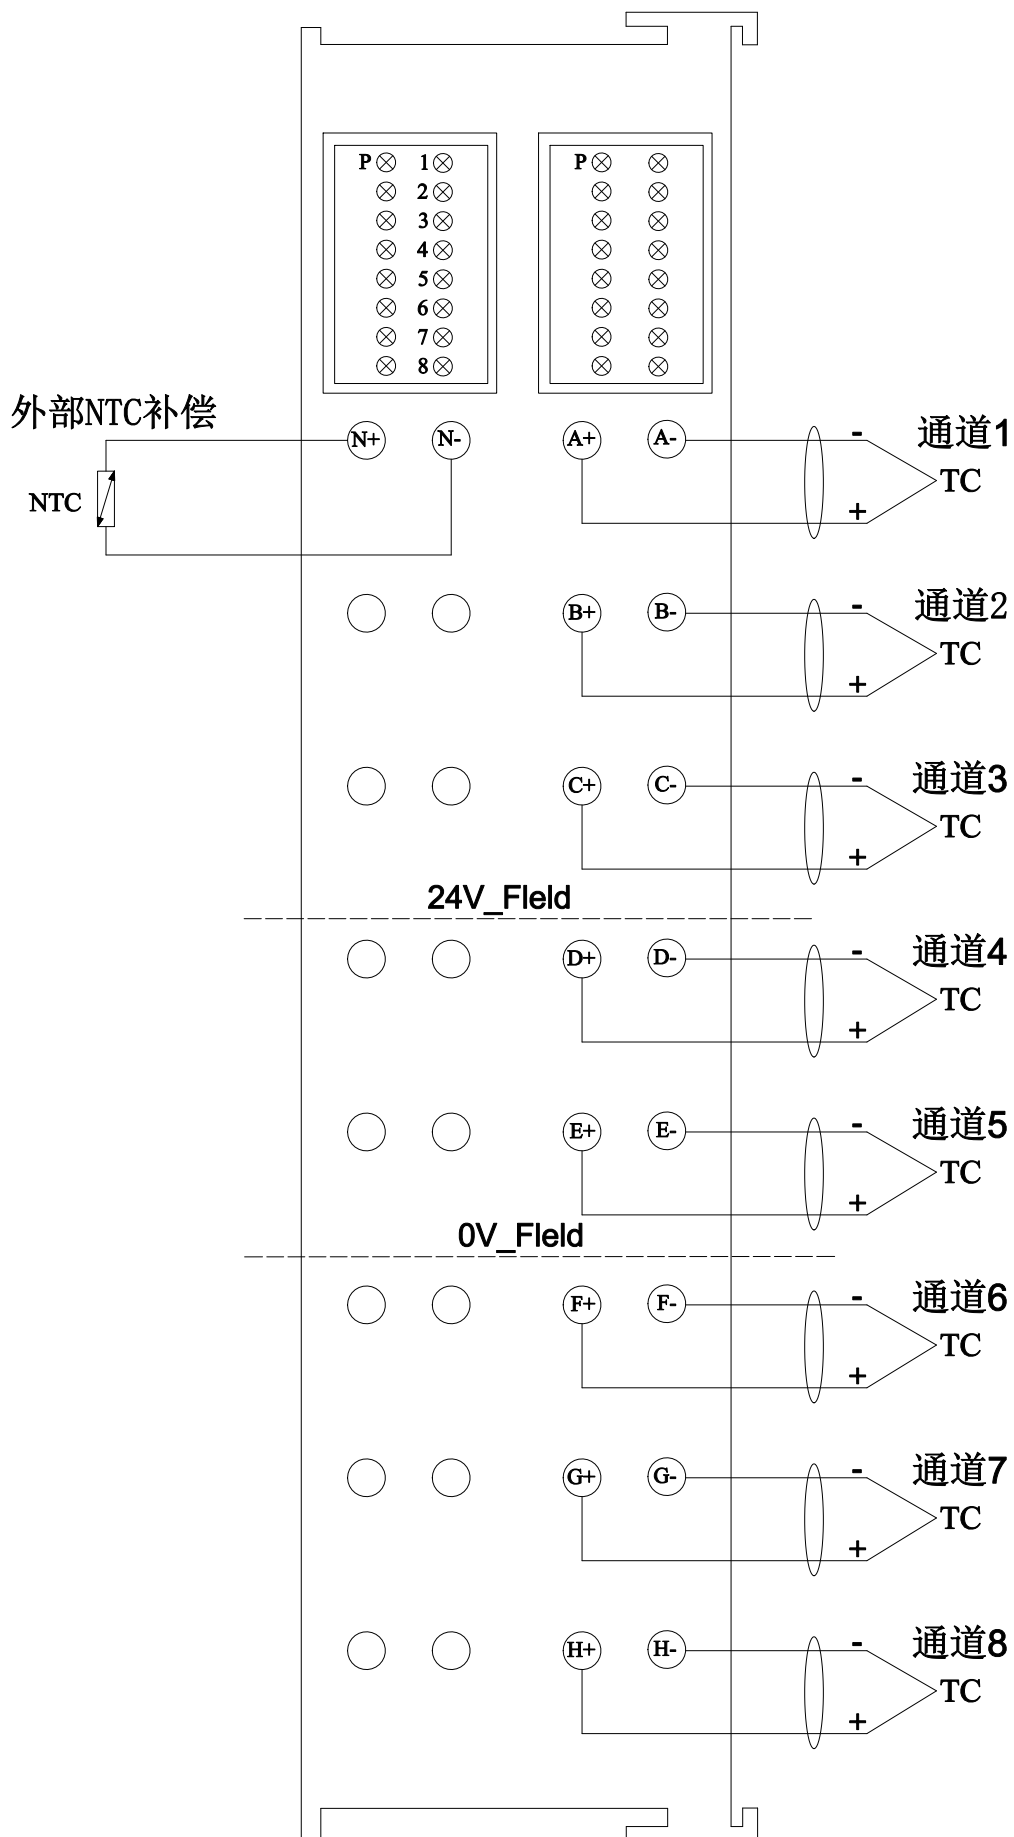 P 1 P
2
3
4
5
6
7
8
外部NTC补偿
N+ N- A+ A- - 通道1
NTC
TC
+
B+ B- - 通道2
TC
+
C+ C- - 通道3
TC
+
24V_FIeld
D+ D- - 通道4
TC
+
E+ E- - 通道5
TC
+
0V_FIeld
F+ F- - 通道6
TC
+
G+ G- - 通道7
TC
+
H+ H- - 通道8
TC
+